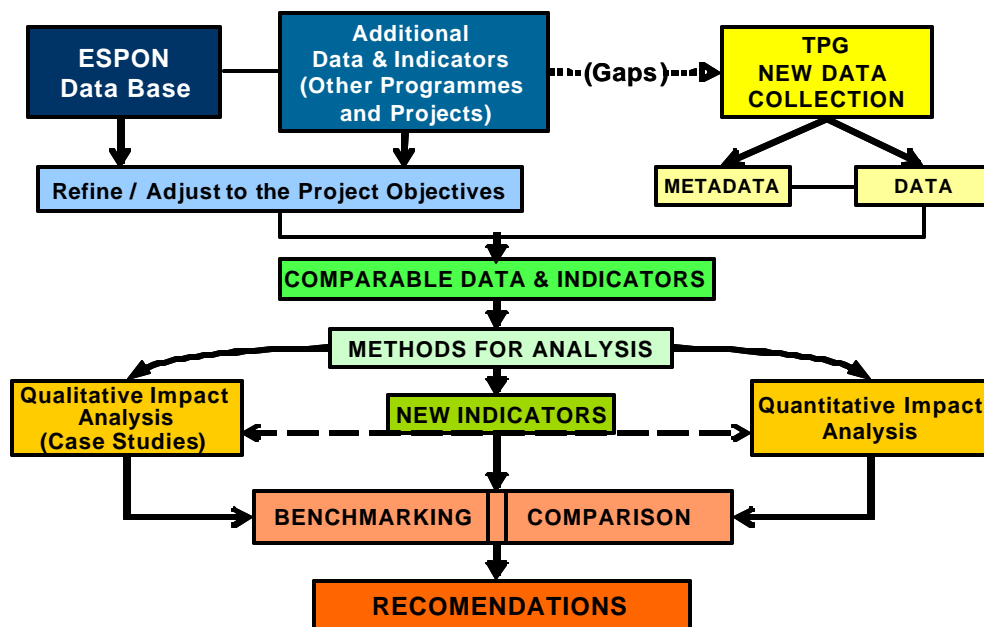 ESPON
Data Base
Additional
Data & Indicators
(Other Programmes
and Projects)
(Gaps)
TPG
NEW DATA
COLLECTION
Refine / Adjust to the Project Objectives
METADATA
DATA
COMPARABLE DATA & INDICATORS
METHODS FOR ANALYSIS
Qualitative Impact
Analysis
(Case Studies)
NEW INDICATORS
Quantitative Impact
Analysis
BENCHMARKING
COMPARISON
RECOMENDATIONS